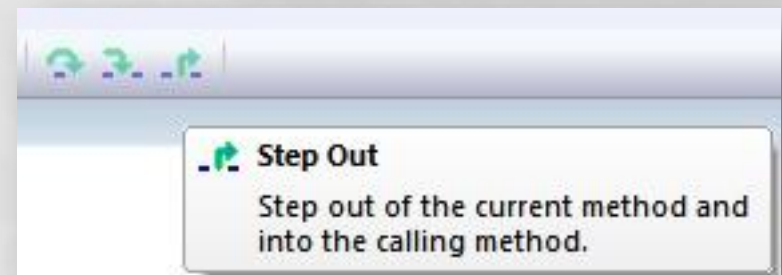 Step Out
Step out of the current method and
into the calling method.